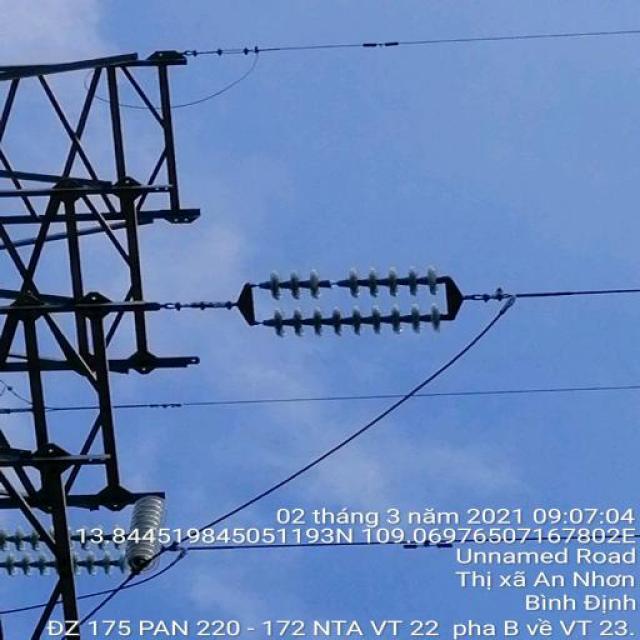 02 tháng 3 năm 2021 09:07:04
13.844519845051193N 109.06976507167802E
Unnamed Road
Thị xã An Nhơn
Bình Định
ĐZ 175 PAN 220 - 172 NTA VT 22 pha B về VT 23